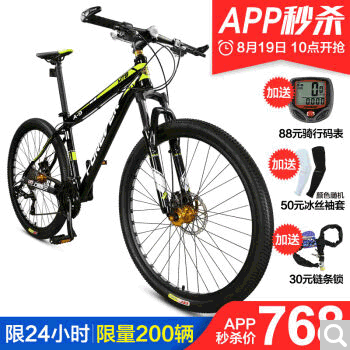 APP秒杀
8月19日 10点开抢
加送
88元骑行码表
加送
颜色随机
50元冰丝袖套
加送
30元链条锁
限24小时
限量200辆
APP
秒杀价
768